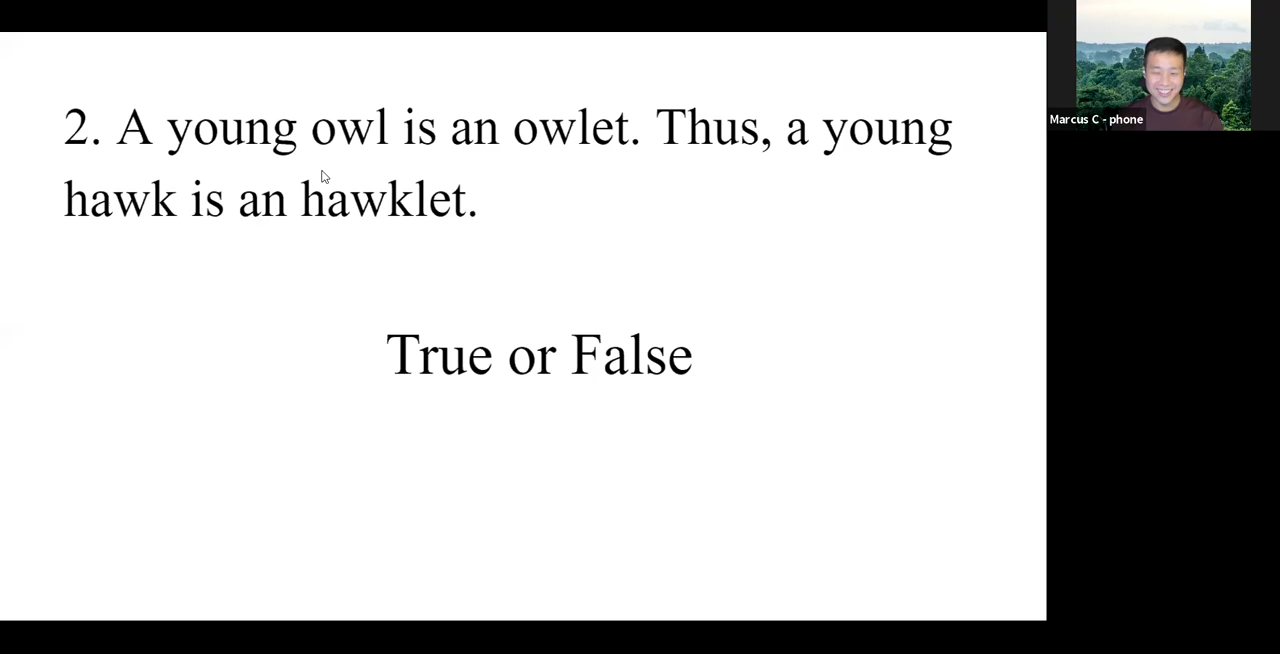 2. A young owl is an owlet. Thus, a young
hawk is an hawklet.
True or False
Marcus C - phone